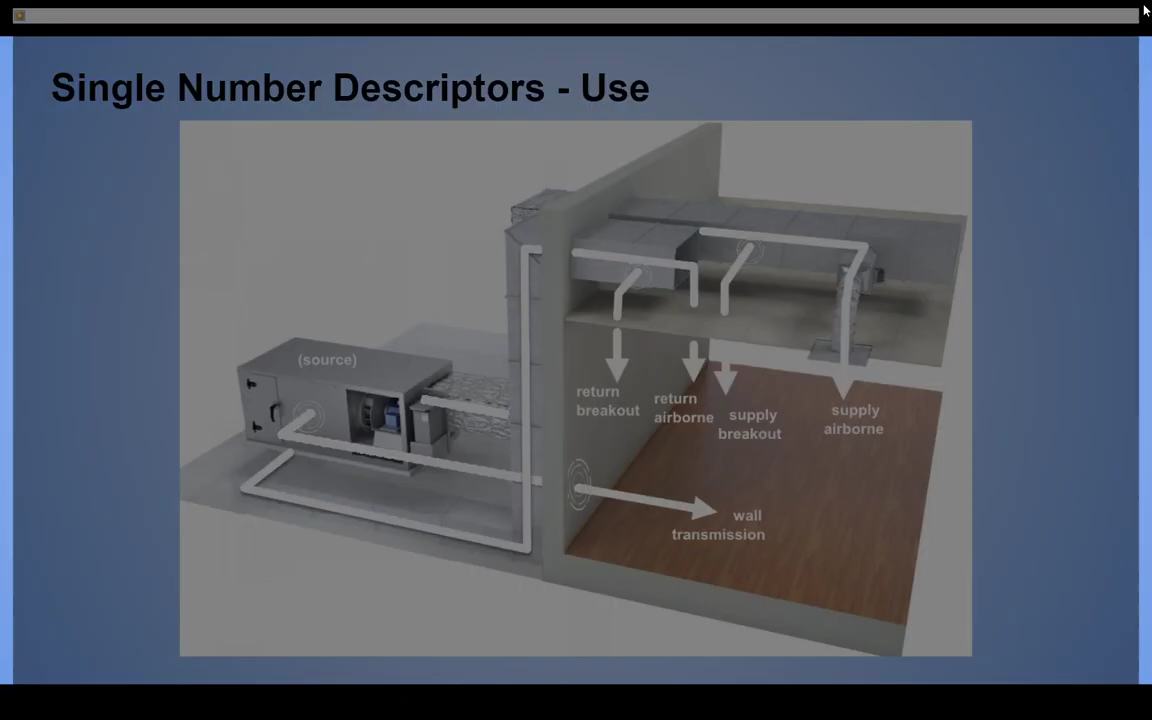 Single Number Descriptors - Use
(source)
return
breakout
return
airborne
supply
breakout
supply
airborne
wall
transmission